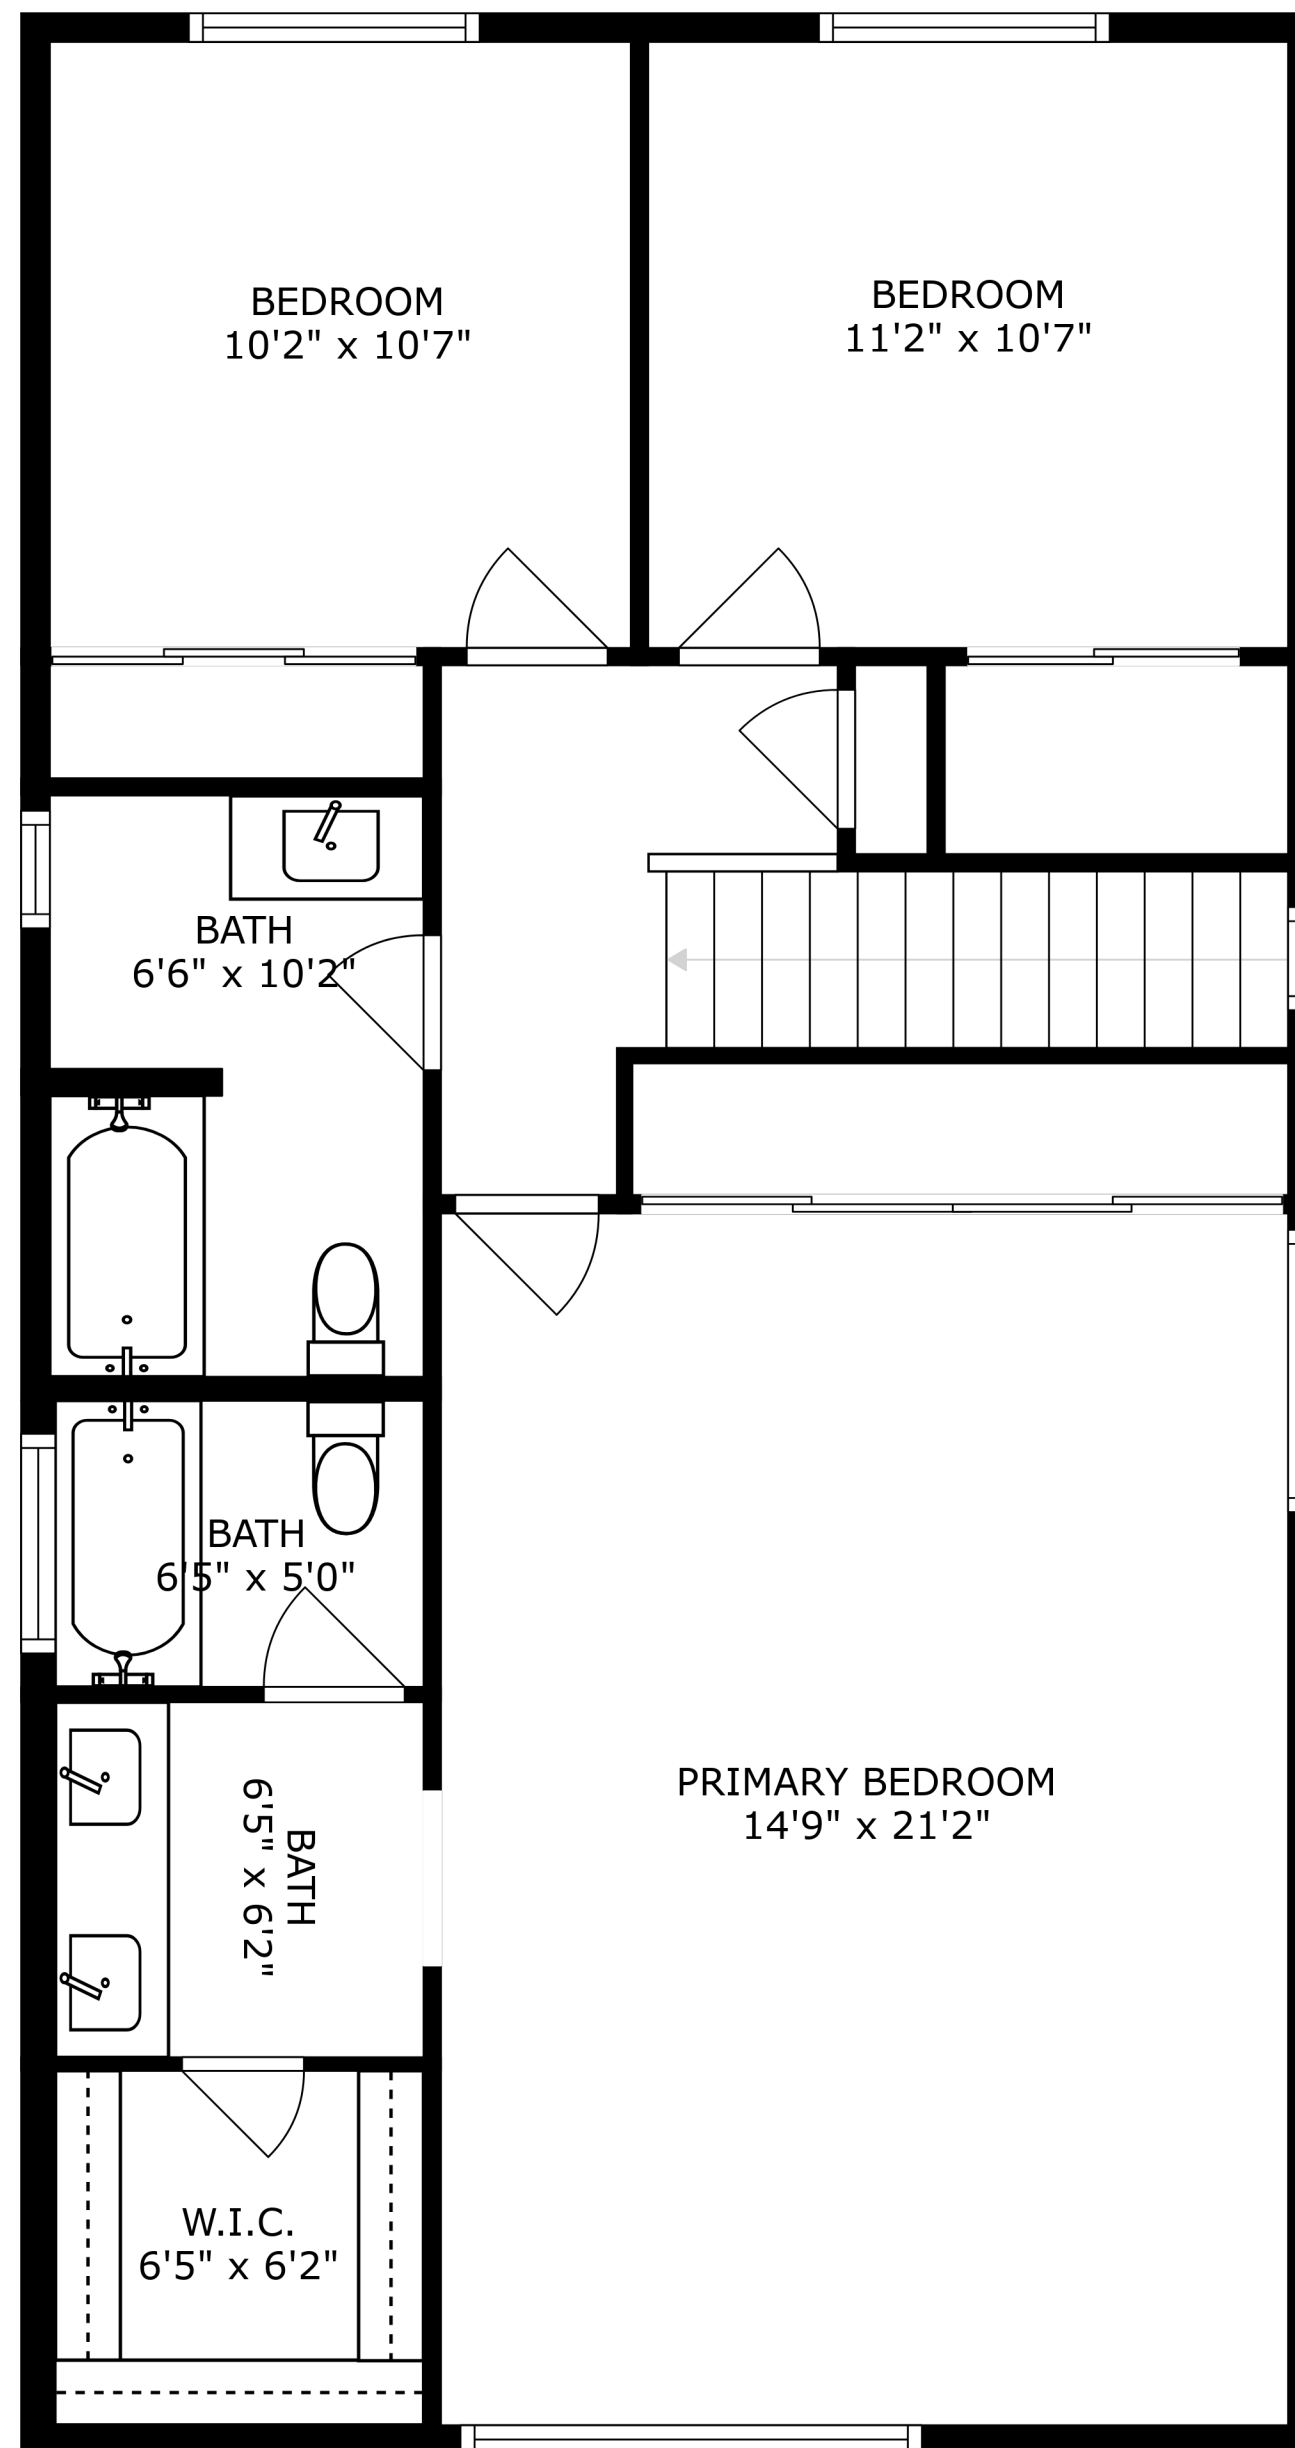 BEDROOM
10'2" x 10'7"
BEDROOM
11'2" x 10'7"
BATH
6'6" x 10'2"
BATH
6'5" x 5'0"
PRIMARY BEDROOM
14'9" x 21'2"
BATH
6'5" x 6'2"
W.I.C.
6'5" x 6'2"